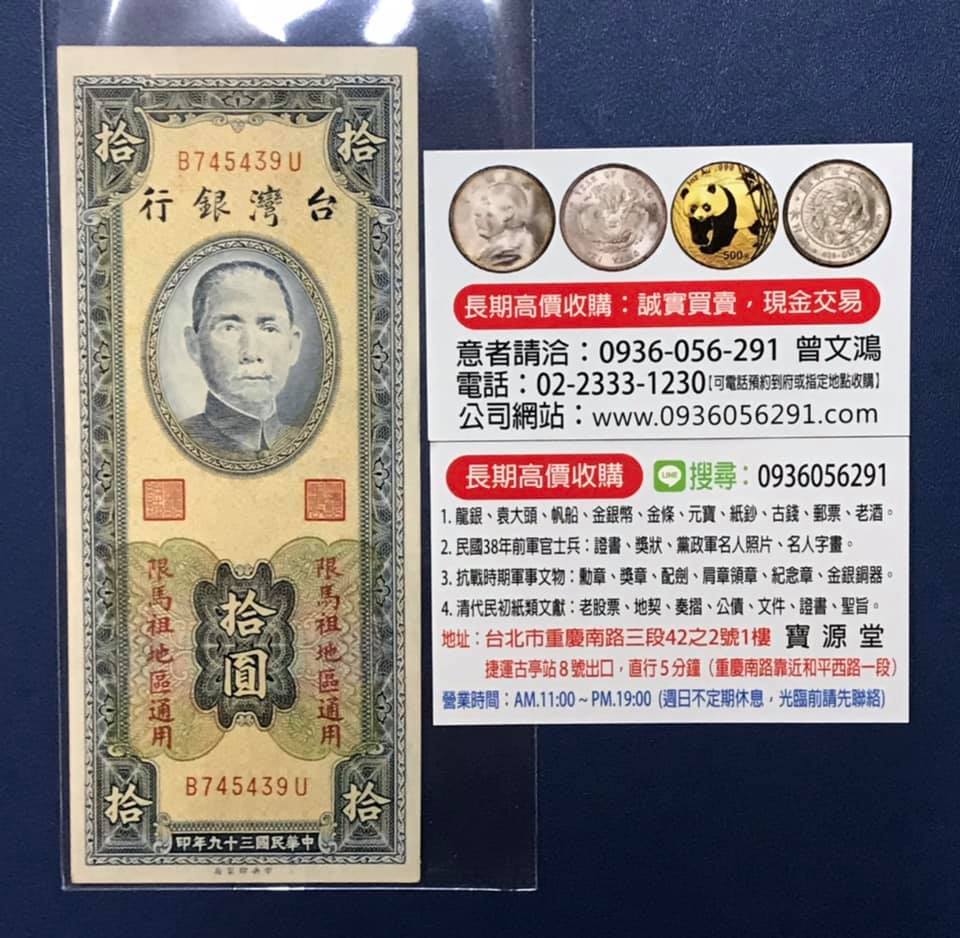 拾 拾
B745439U
台灣銀行
限馬祖地區通用
限馬祖地區通用
拾圓
B745439U
拾 拾
中華民國三十九年印
中央印製廠
長期高價收購：誠實買賣，現金交易
意者請洽：0936-056-291 曾文鴻
電話：02-2333-1230【可電話預約到府或指定地點收購】
公司網站：www.0936056291.com
長期高價收購 LINE 搜尋：0936056291
1. 龍銀、袁大頭、帆船、金銀幣、金條、元寶、紙鈔、古錢、郵票、老酒。
2. 民國38年前軍官士兵：證書、獎狀、黨政軍名人照片、名人字畫。
3. 抗戰時期軍事文物：勳章、獎章、配劍、肩章領章、紀念章、金銀銅器。
4. 清代民初紙類文獻：老股票、地契、奏摺、公債、文件、證書、聖旨。
地址：台北市重慶南路三段42之2號1樓 寶源堂
捷運古亭站8號出口，直行5分鐘（重慶南路靠近和平西路一段）
營業時間：AM.11:00～PM.19:00 (週日不定期休息，光臨前請先聯絡)